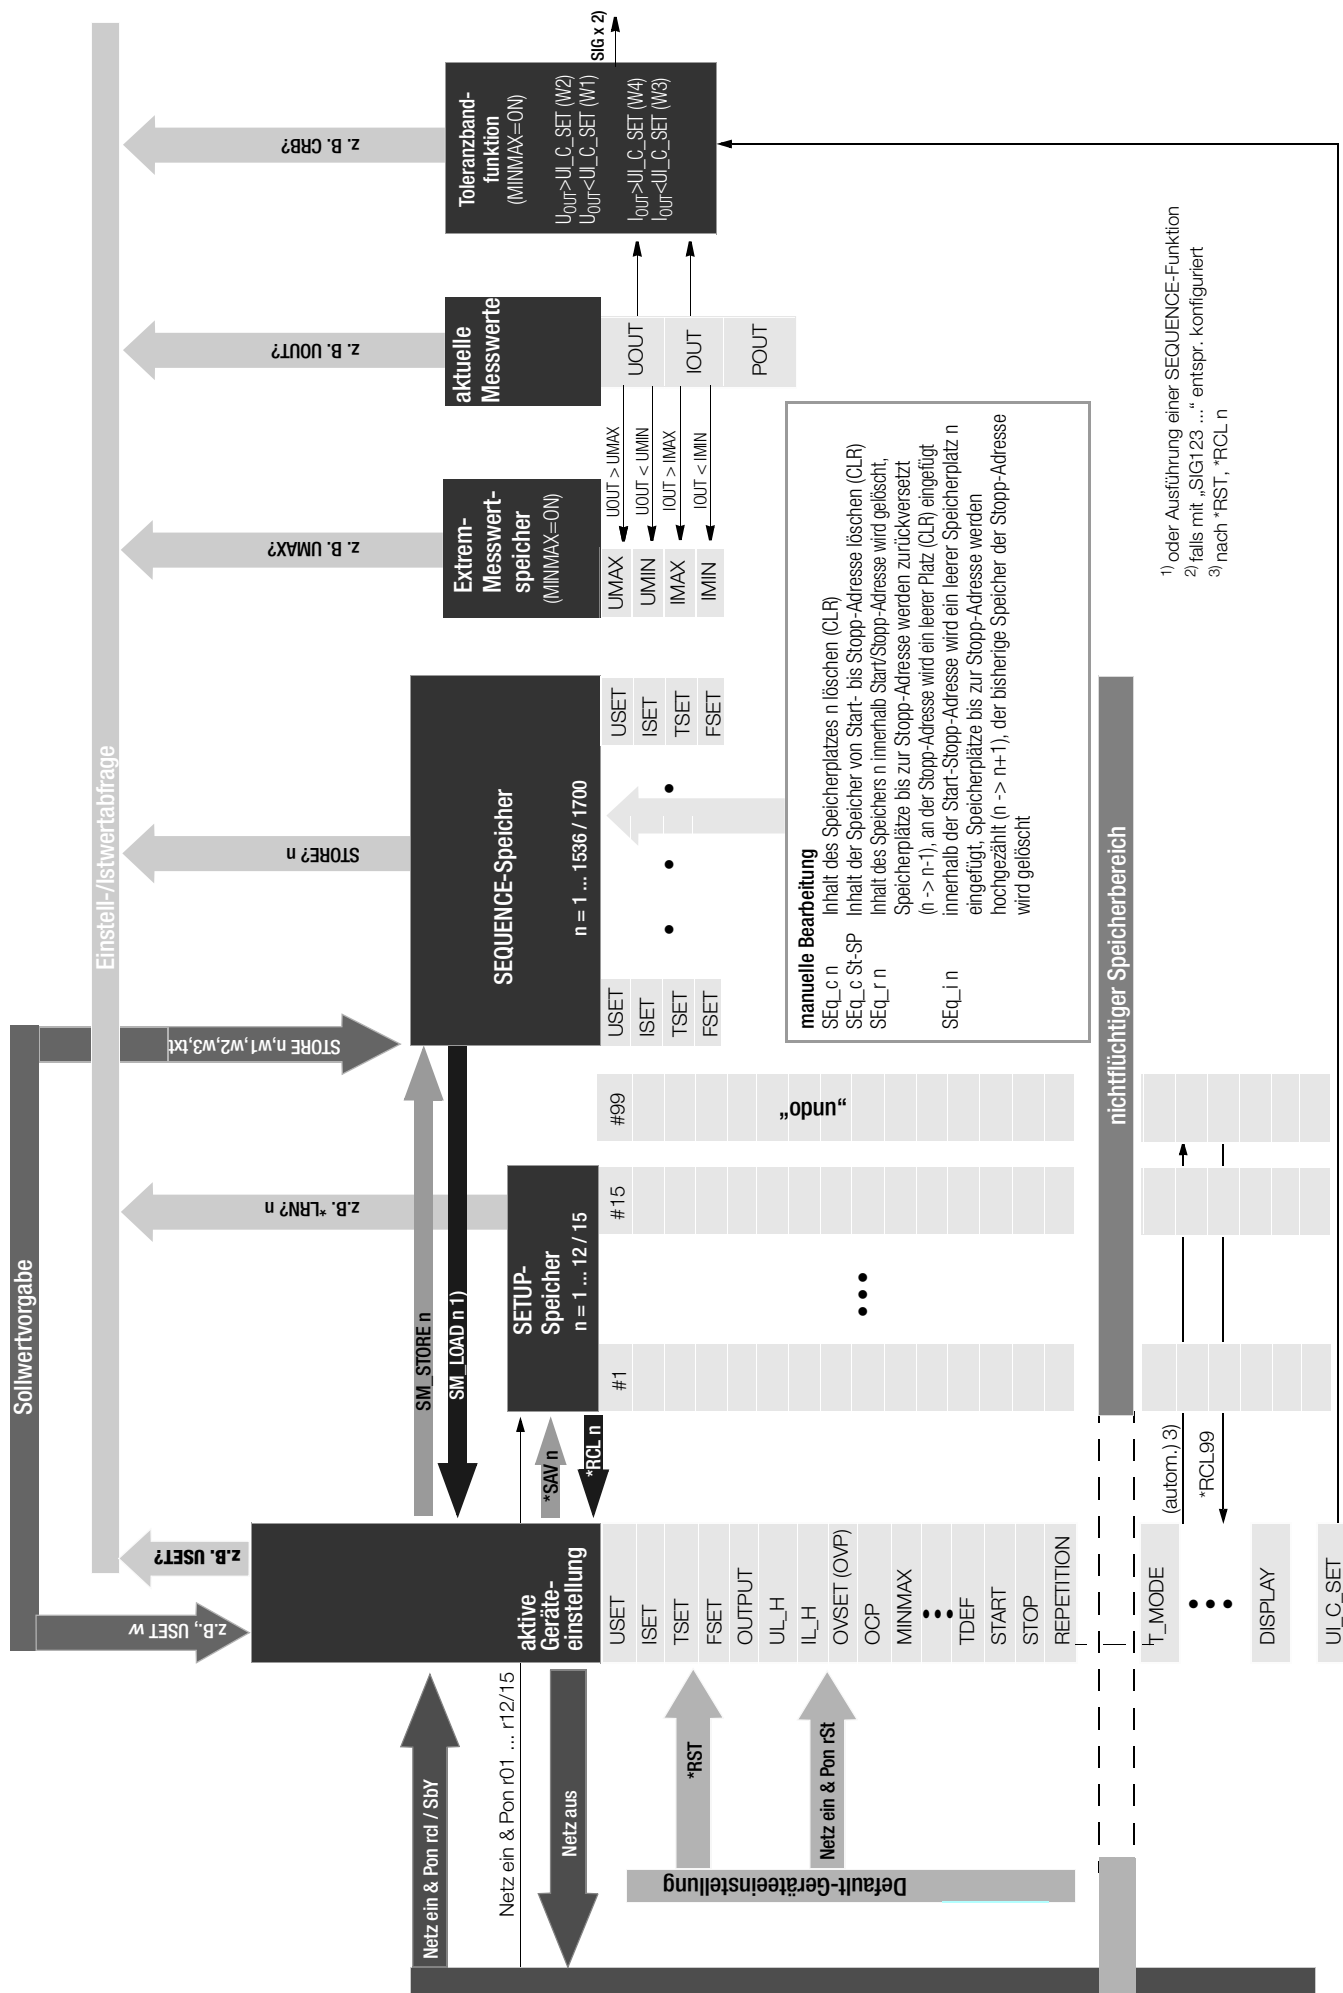 Sollwertvorgabe
Einstell-/Istwertabfrage
z.B., USET w
z.B. USET?
z.B. *LRN? n
STORE n,w1,w2,w3,txt
STORE? n
z. B. UMAX?
z. B. UOUT?
z. B. CRB?
Netz ein & Pon rcl / SbY
Netz ein & Pon r01 ... r12/15
Netz aus
aktive
Geräte-
einstellung
SM_STORE n
SM_LOAD n 1)
*SAV n
*RCL n
SETUP-
Speicher
n = 1 ... 12 / 15
SEQUENCE-Speicher
n = 1 ... 1536 / 1700
Extrem-
Messwert-
speicher
(MINMAX=ON)
aktuelle
Messwerte
Toleranzband-
funktion
(MINMAX=ON)
UOUT>UI_C_SET (W2)
UOUT<UI_C_SET (W1)
IOUT>UI_C_SET (W4)
IOUT<UI_C_SET (W3)
SIG x 2)
USET
ISET
TSET
FSET
OUTPUT
UL_H
IL_H
OVSET (OVP)
OCP
MINMAX
TDEF
START
STOP
REPETITION
T_MODE
DISPLAY
UI_C_SET
#1
#15
#99
„undo“
USET
ISET
TSET
FSET
USET
ISET
TSET
FSET
UMAX
UMIN
IMAX
IMIN
UOUT > UMAX
UOUT < UMIN
IOUT > IMAX
IOUT < IMIN
UOUT
IOUT
POUT
*RST
Netz ein & Pon rSt
Default-Geräteeinstellung
manuelle Bearbeitung
SEq_c n Inhalt des Speicherplatzes n löschen (CLR)
SEq_c St-SP Inhalt der Speicher von Start- bis Stopp-Adresse löschen (CLR)
SEq_r n Inhalt des Speichers n innerhalb Start/Stopp-Adresse wird gelöscht,
Speicherplätze bis zur Stopp-Adresse werden zurückversetzt
(n -> n-1), an der Stopp-Adresse wird ein leerer Platz (CLR) eingefügt
SEq_i n innerhalb der Start-Stopp-Adresse wird ein leerer Speicherplatz n
eingefügt, Speicherplätze bis zur Stopp-Adresse werden
hochgezählt (n -> n+1), der bisherige Speicher der Stopp-Adresse
wird gelöscht
nichtflüchtiger Speicherbereich
(autom.) 3)
*RCL99
1) oder Ausführung einer SEQUENCE-Funktion
2) falls mit „SIG123 ...“ entspr. konfiguriert
3) nach *RST, *RCL n